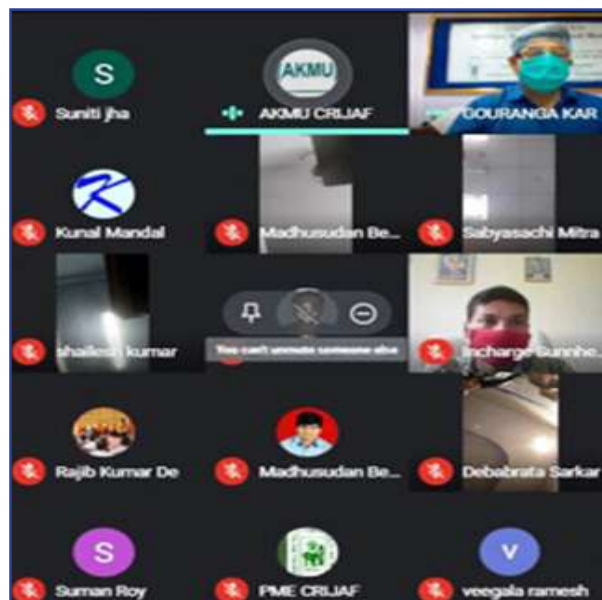 S
Suniti jha
AKMU
AKMU CRIJAF
GOURANGA KAR
Kunal Mandal
Madhusudan Be...
Sabyasachi Mitra
shailesh kumar
You can't unmute someone else
Incharge Sunnhe...
Rajib Kumar De
Madhusudan Be...
Debabrata Sarkar
S
Suman Roy
PME CRIJAF
v
veegala ramesh